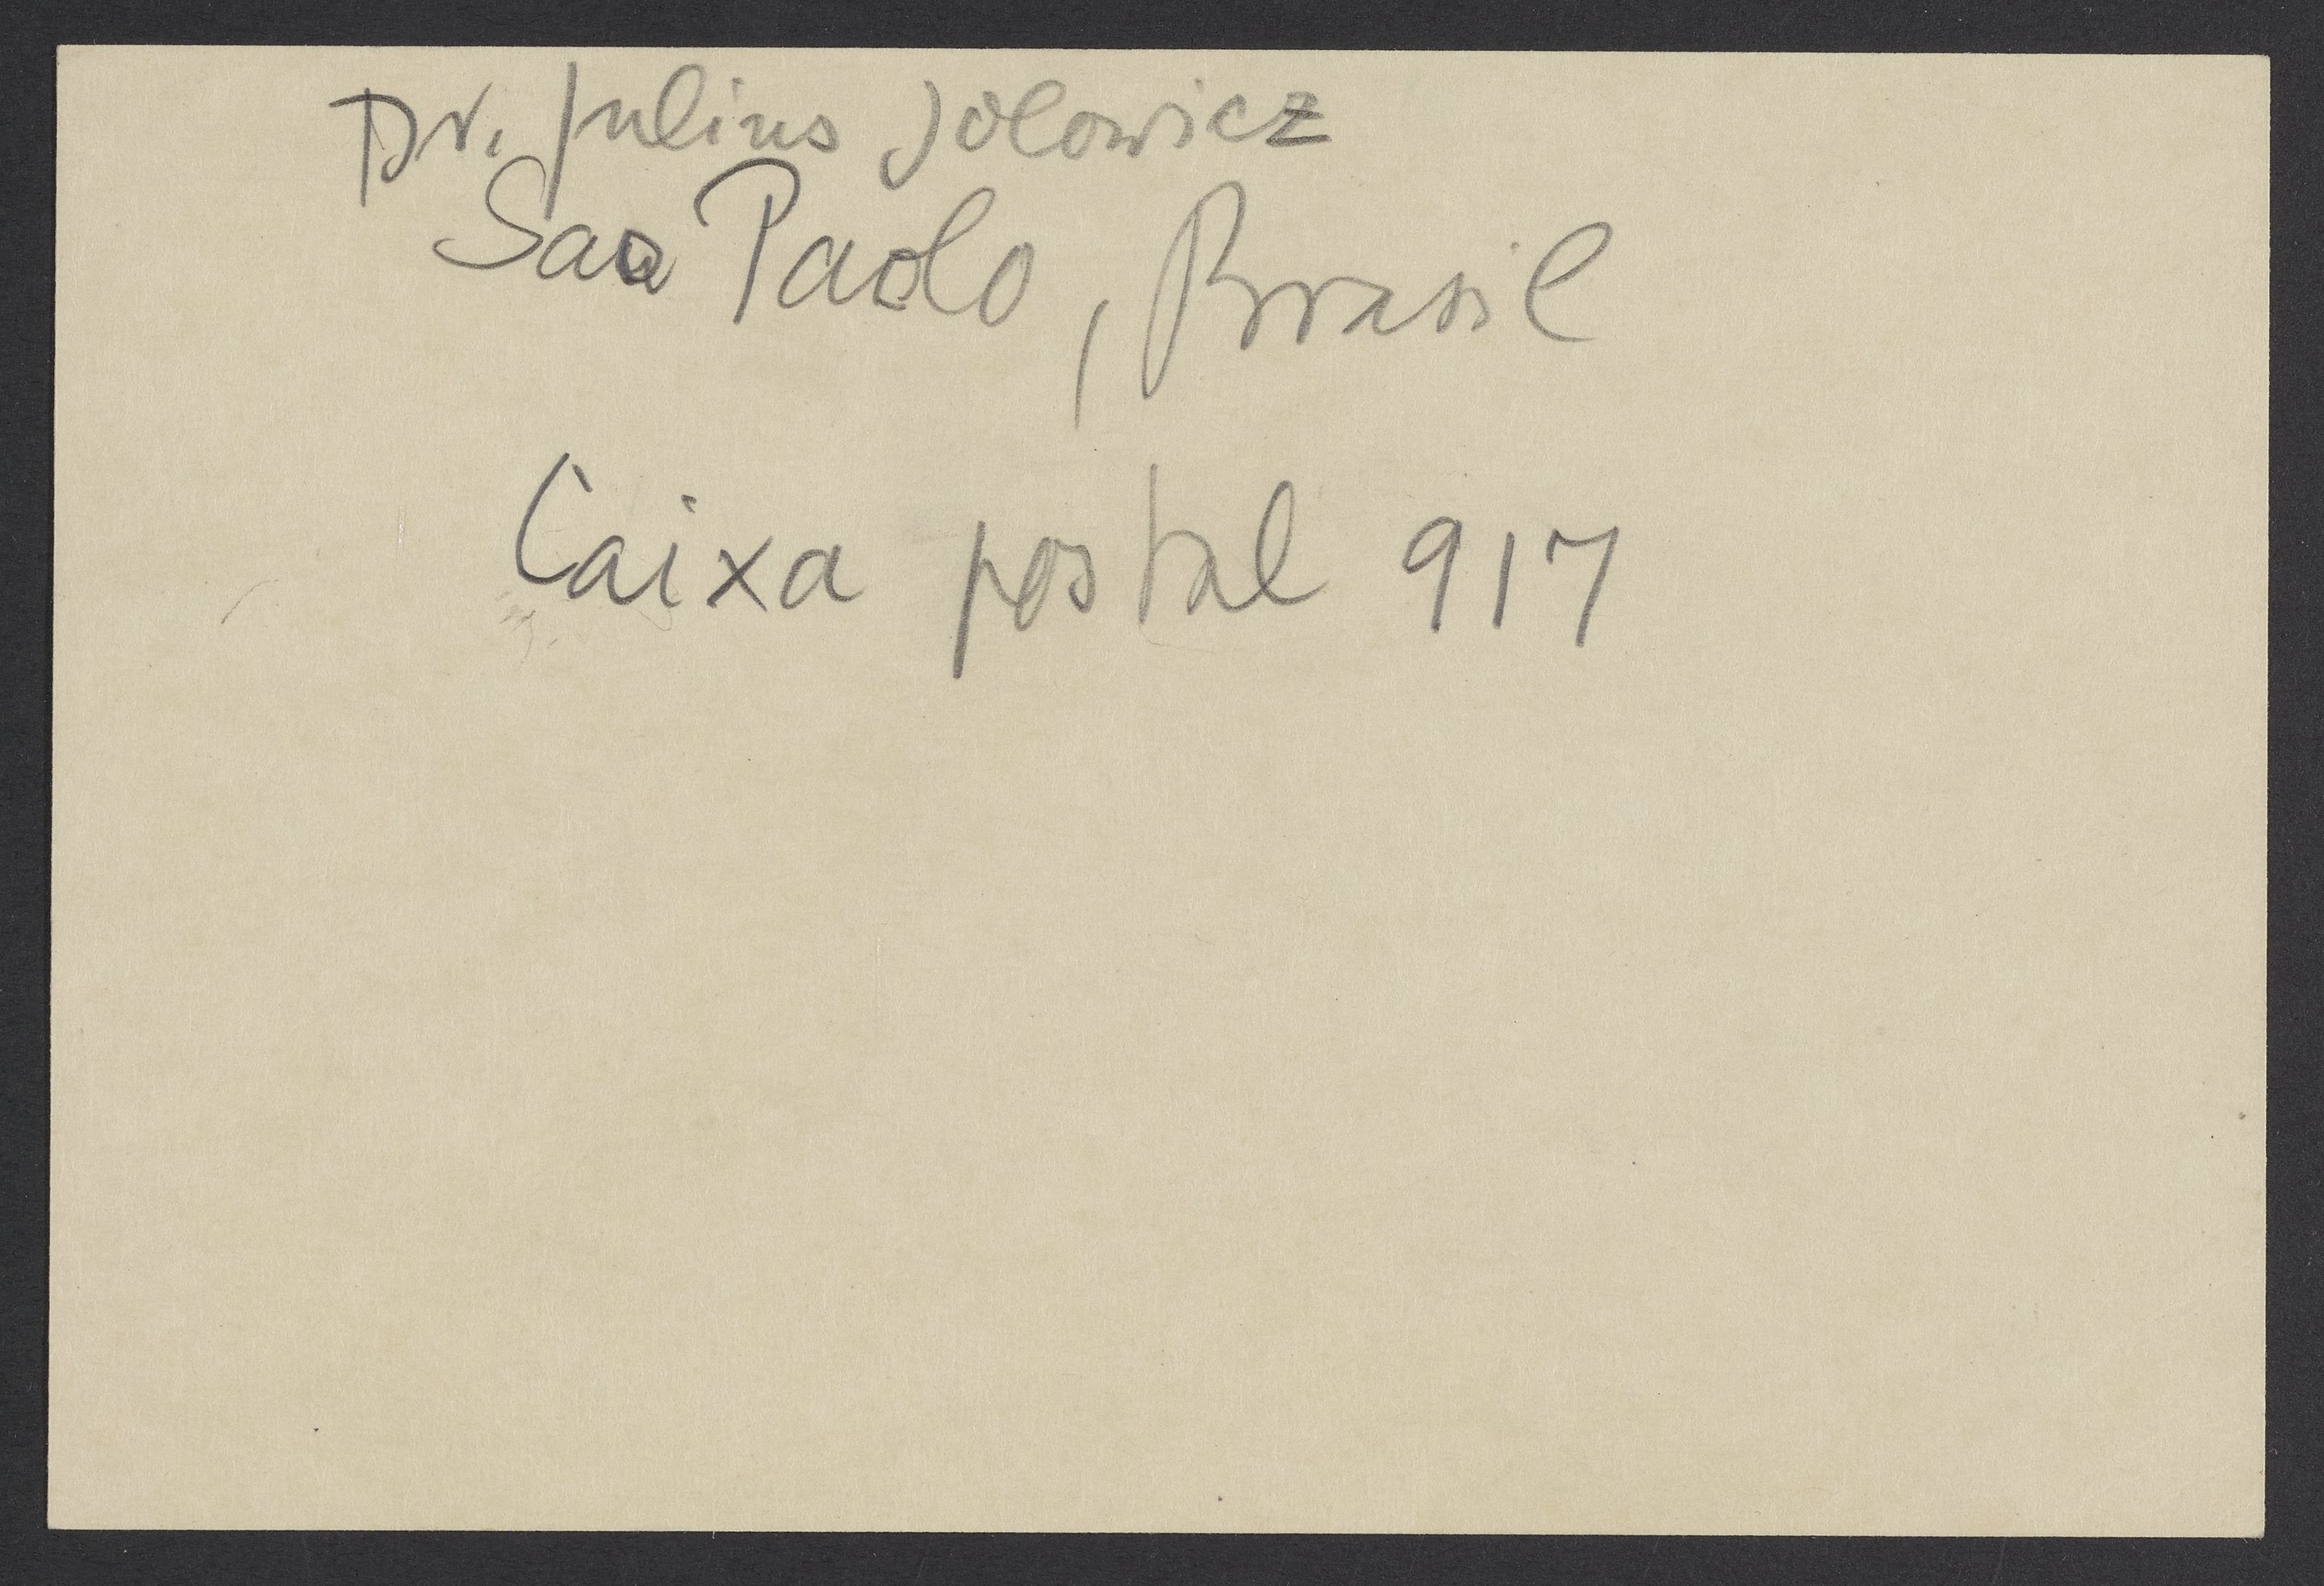 Dr. Julius Jolowicz
Sao Paolo, Brasil
Caixa postal 917